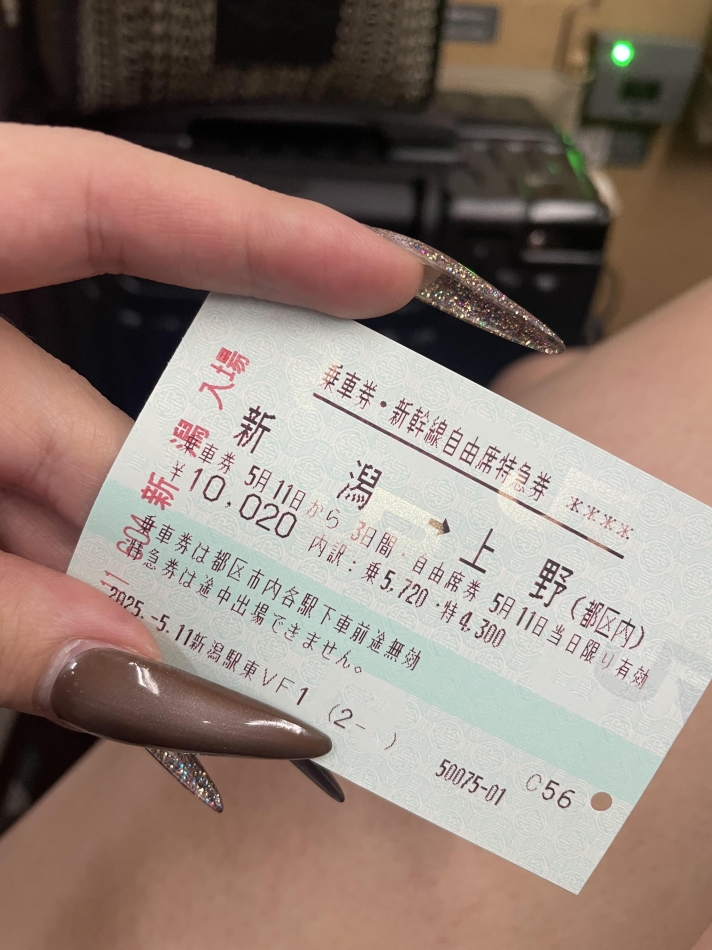 乗車券・新幹線自由席特急券 ****
新潟 → 上野(都区内)
乗車券 5月11日から 3日間・自由席券 5月11日当日限り有効
¥10,020 内訳:乗5,720・特4,300
乗車券は都区市内各駅下車前途無効
特急券は途中出場できません。
2025.-5.11新潟駅東VF1 (2- )
50075-01 C56
新潟 入場